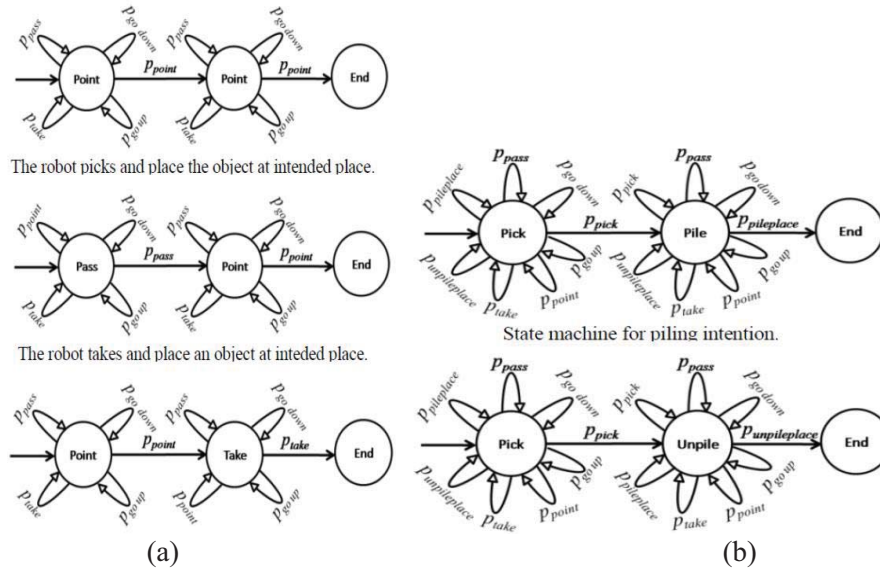 p_pass p_go down p_pass p_go down
Point p_point Point p_point End
p_take p_go up p_take p_go up
The robot picks and place the object at intended place.
p_point p_go down p_pass p_go down
Pass p_pass Point p_point End
p_take p_go up p_take p_go up
The robot takes and place an object at inteded place.
p_pass p_go down p_pass p_go down
Point p_point Take p_take End
p_take p_go up p_point p_go up
(a)
p_pileplace p_pass p_go down p_pick p_pass p_go down
Pick p_pick Pile p_pileplace End
p_unpileplace p_take p_point p_go up p_unpileplace p_take p_point p_go up
State machine for piling intention.
p_pileplace p_pass p_go down p_pick p_pass p_go down
Pick p_pick Unpile p_unpileplace End
p_unpileplace p_take p_point p_go up p_pileplace p_take p_point p_go up
(b)